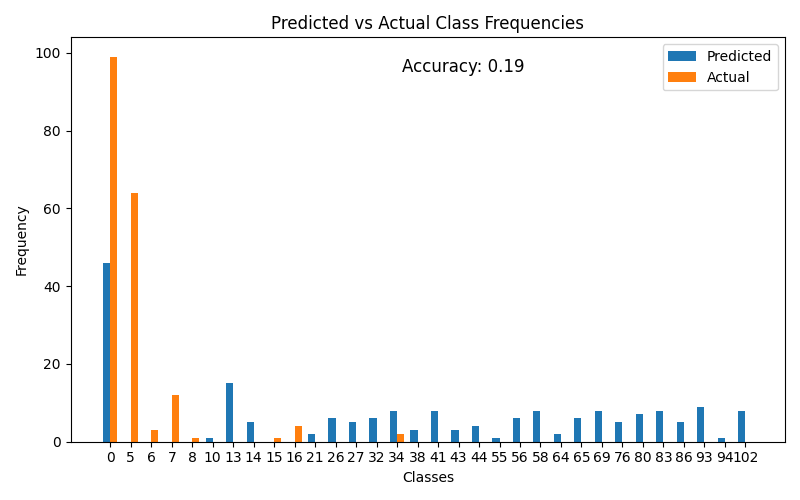 Predicted vs Actual Class Frequencies
Accuracy: 0.19
Predicted
Actual
Frequency
100
80
60
40
20
0
0 5 6 7 8 10 13 14 15 16 21 26 27 32 34 38 41 43 44 55 56 58 64 65 69 76 80 83 86 93 94 102
Classes